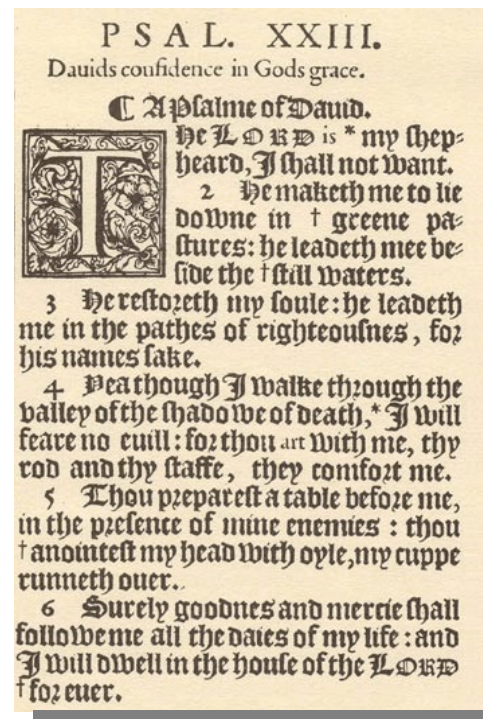 PSAL. XXIII.
Dauids confidence in Gods grace.
¶ A Psalme of Dauid.
THe LORD is * my shep-
heard, I shall not want.
2 He maketh me to lie
downe in † greene pa-
stures: he leadeth mee be-
side the † still waters.
3 He restoreth my soule: he leadeth
me in the pathes of righteousnes, for
his names sake.
4 Yea though I walke through the
valley of the shadowe of death,* I will
feare no euill: for thou art with me, thy
rod and thy staffe, they comfort me.
5 Thou preparest a table before me,
in the presence of mine enemies : thou
† anointest my head with oyle, my cuppe
runneth ouer.
6 Surely goodnes and mercie shall
followe me all the daies of my life: and
I will dwell in the house of the LORD
† for euer.